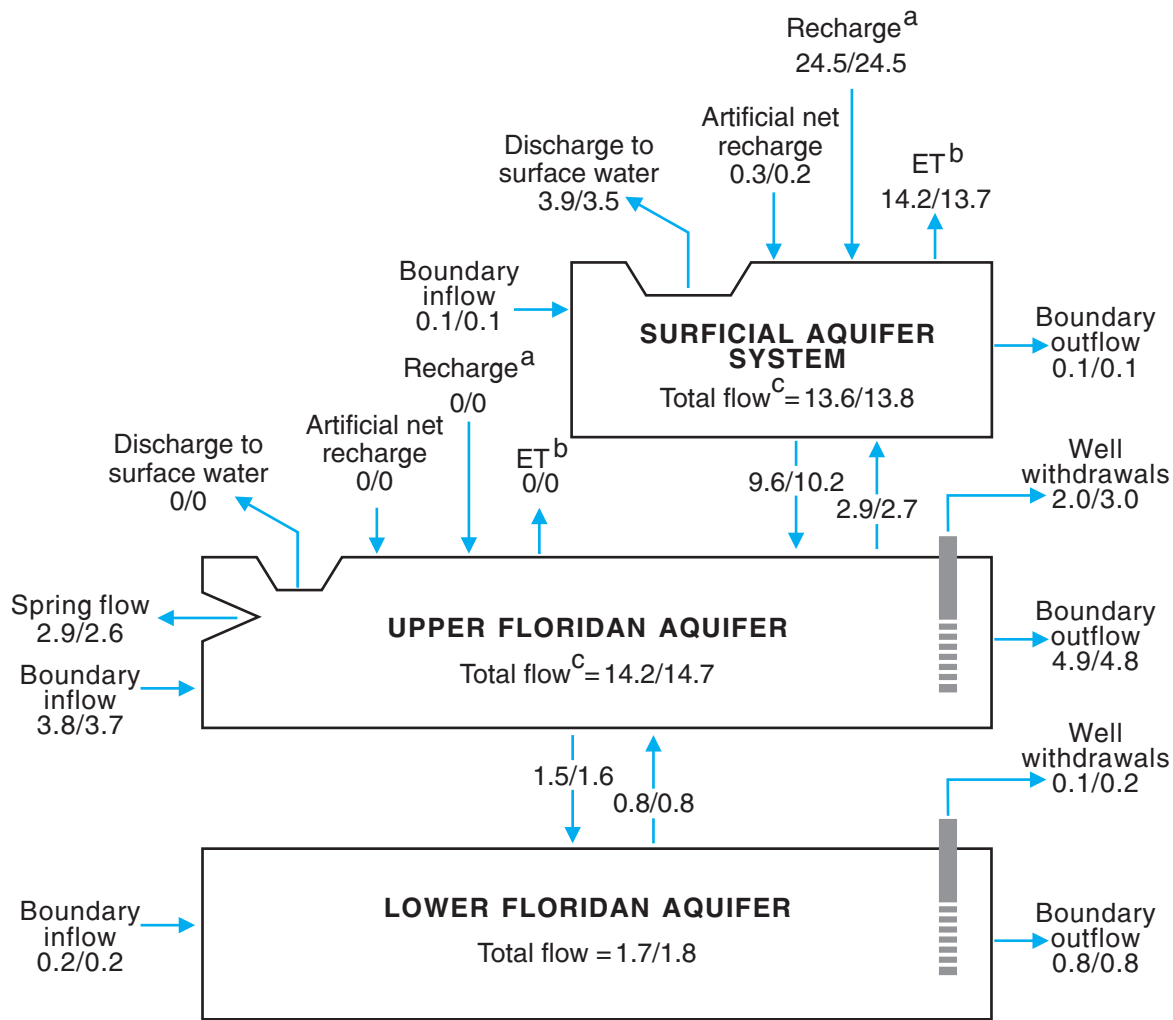 Recharge a
24.5/24.5
Artificial net
recharge
0.3/0.2
Discharge to
surface water
3.9/3.5
ET b
14.2/13.7
Boundary
inflow
0.1/0.1
SURFICIAL AQUIFER
SYSTEM
Total flow c = 13.6/13.8
Boundary
outflow
0.1/0.1
Recharge a
0/0
Artificial net
recharge
0/0
Discharge to
surface water
0/0
ET b
0/0
9.6/10.2
2.9/2.7
Well
withdrawals
2.0/3.0
Spring flow
2.9/2.6
Boundary
inflow
3.8/3.7
UPPER FLORIDAN AQUIFER
Total flow c = 14.2/14.7
Boundary
outflow
4.9/4.8
1.5/1.6
0.8/0.8
Well
withdrawals
0.1/0.2
Boundary
inflow
0.2/0.2
LOWER FLORIDAN AQUIFER
Total flow = 1.7/1.8
Boundary
outflow
0.8/0.8